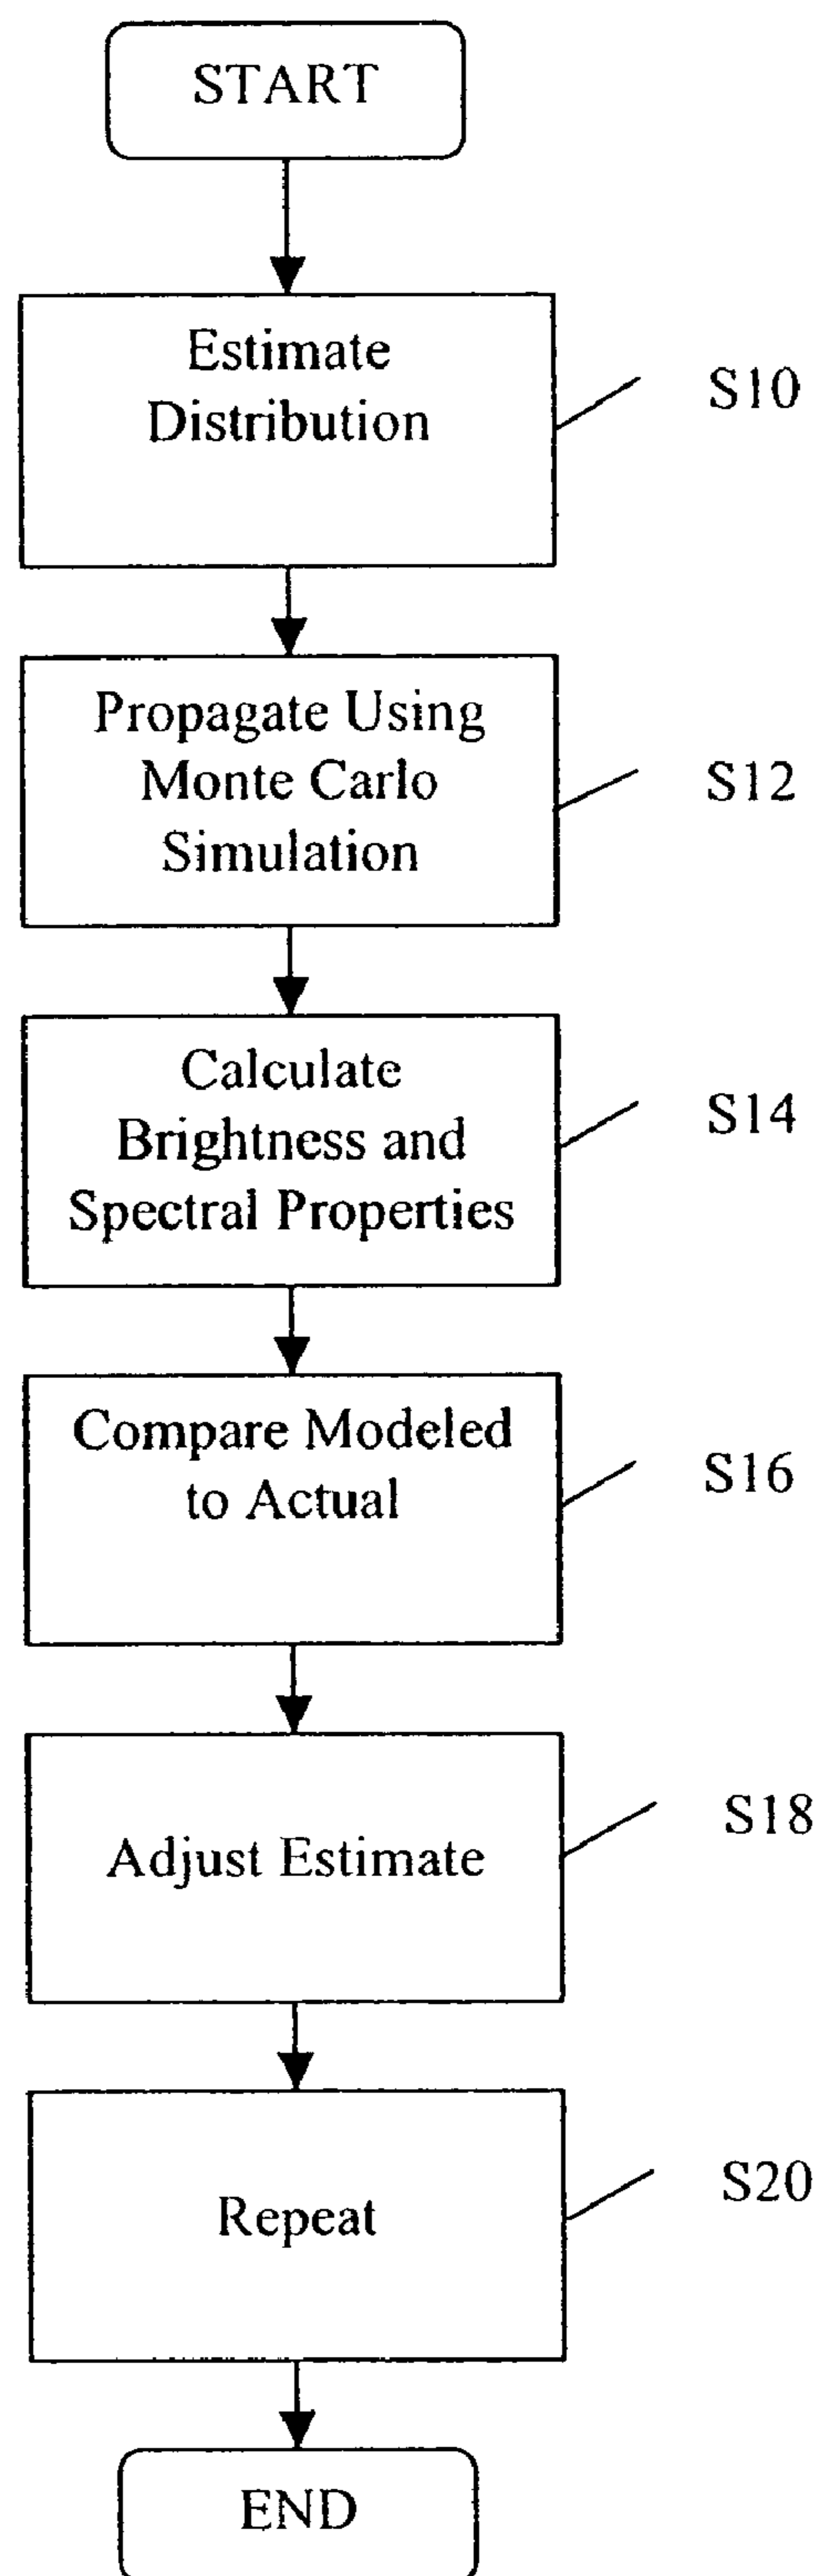 START
Estimate
Distribution
S10
Propagate Using
Monte Carlo
Simulation
S12
Calculate
Brightness and
Spectral Properties
S14
Compare Modeled
to Actual
S16
Adjust Estimate
S18
Repeat
S20
END